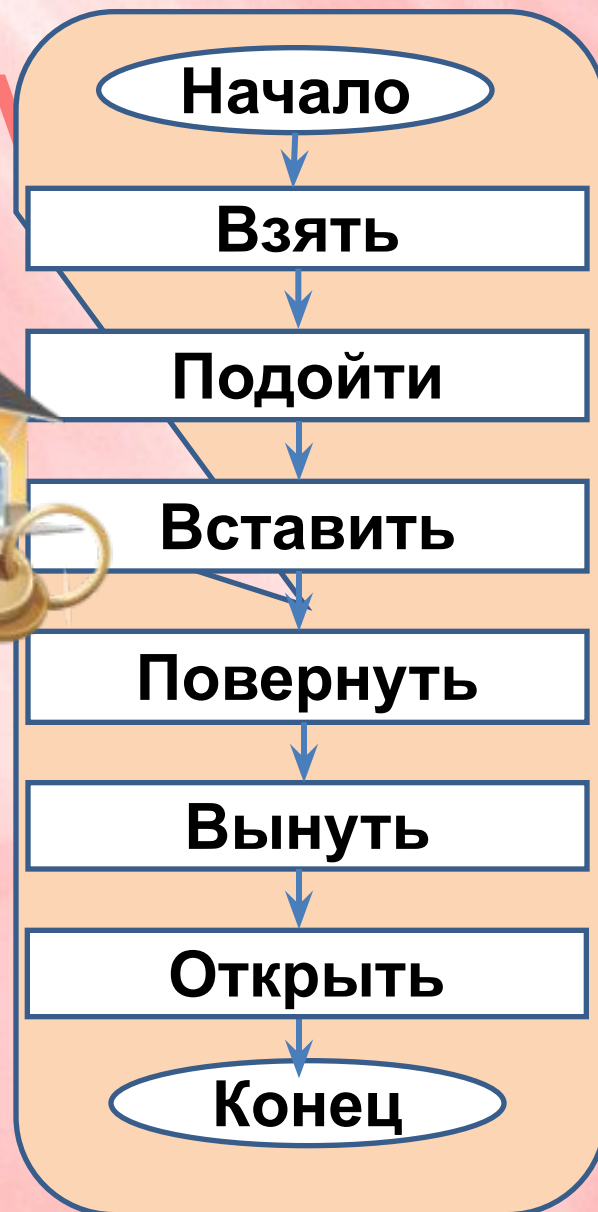 Начало
Взять
Подойти
Вставить
Повернуть
Вынуть
Открыть
Конец